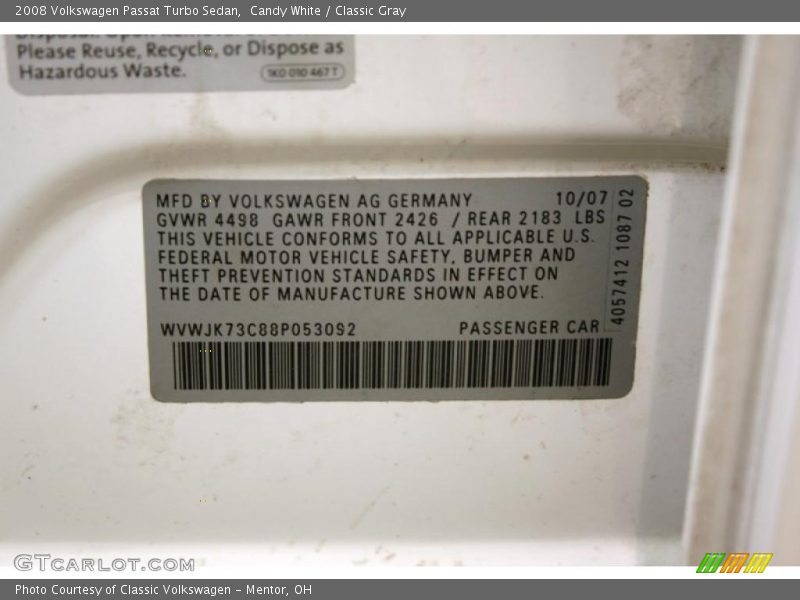 2008 Volkswagen Passat Turbo Sedan,  Candy White / Classic Gray
Please Reuse, Recycle, or Dispose as
Hazardous Waste.
1K0 010 467 T
MFD BY VOLKSWAGEN AG GERMANY 10/07
GVWR 4498 GAWR FRONT 2426 / REAR 2183 LBS
THIS VEHICLE CONFORMS TO ALL APPLICABLE U.S.
FEDERAL MOTOR VEHICLE SAFETY, BUMPER AND
THEFT PREVENTION STANDARDS IN EFFECT ON
THE DATE OF MANUFACTURE SHOWN ABOVE.
4057412 1087 02
WVWJK73C88P053092 PASSENGER CAR
GTCARLOT.COM
Photo Courtesy of Classic Volkswagen - Mentor, OH